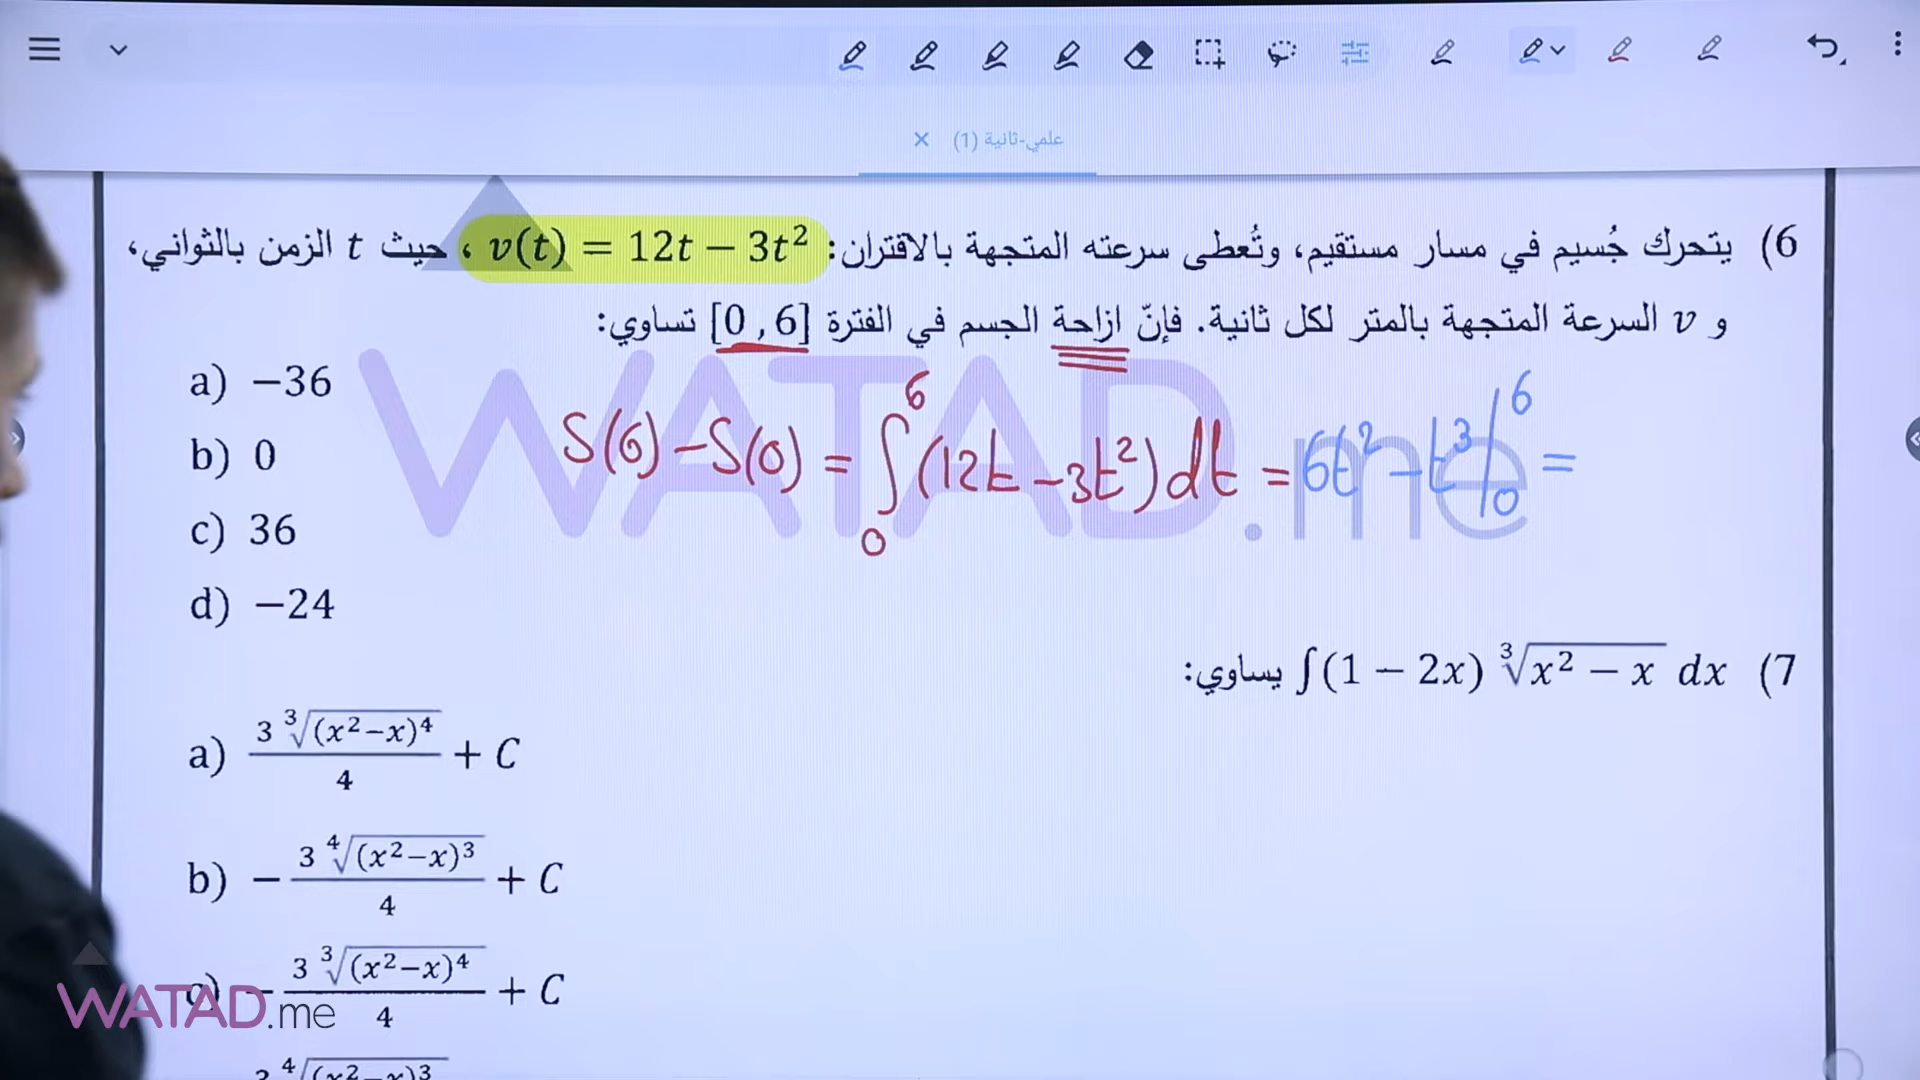 علمي-ثانية (1) ×
6) يتحرك جُسيم في مسار مستقيم، وتُعطى سرعته المتجهة بالاقتران: v(t) = 12t − 3t² ، حيث t الزمن بالثواني،
و v السرعة المتجهة بالمتر لكل ثانية. فإنّ ازاحة الجسم في الفترة [0 , 6] تساوي:
a) −36
b) 0
c) 36
d) −24
S(6) − S(0) = ∫₀⁶ (12t − 3t²) dt = 6t² − t³ |₀⁶ =
7) ∫(1 − 2x) ∛(x² − x) dx يساوي:
a) 3 ∛((x²−x)⁴) / 4 + C
b) − 3 ∜((x²−x)³) / 4 + C
c) − 3 ∛((x²−x)⁴) / 4 + C
3 ∜((x²−x)³)
WATAD.me
WATAD.me